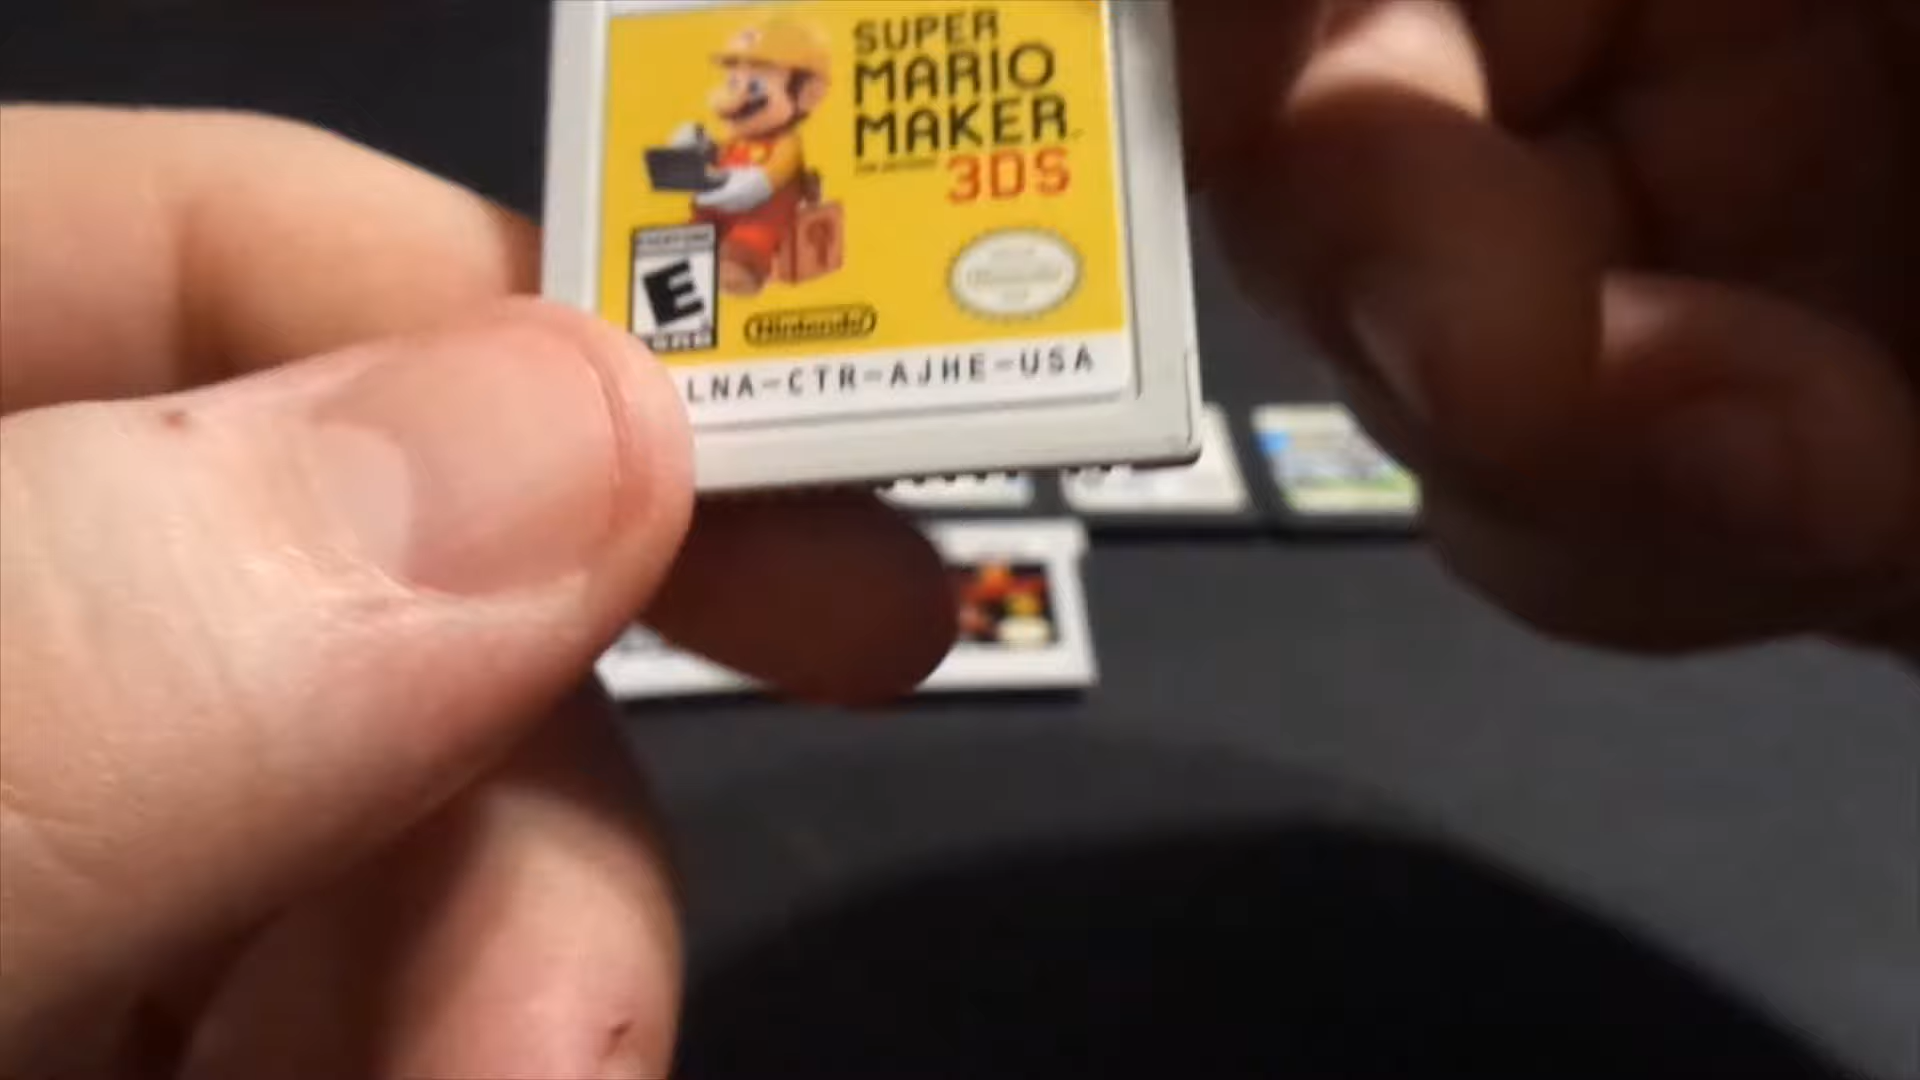 SUPER
MARIO
MAKER
3DS
E
Nintendo
LNA-CTR-AJHE-USA